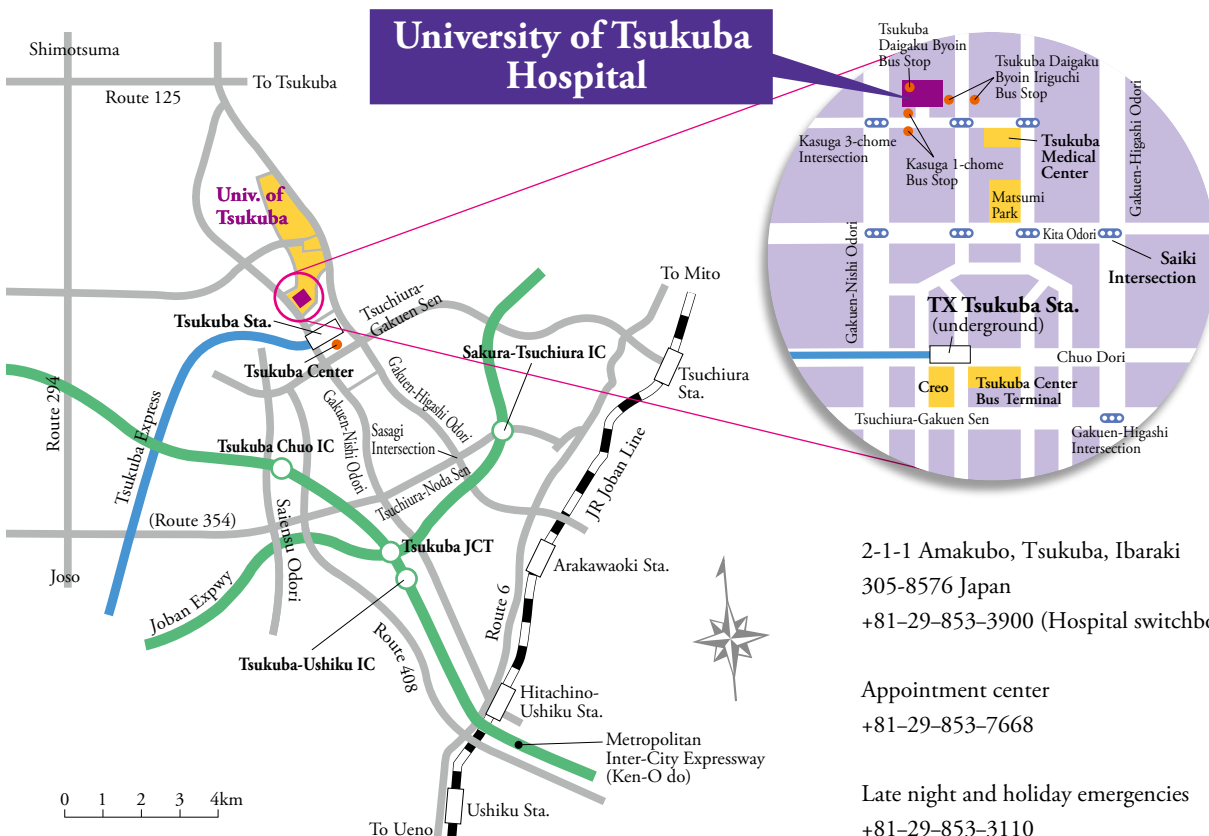 University of Tsukuba
Hospital
Shimotsuma
To Tsukuba
Route 125
Univ. of
Tsukuba
Tsukuba Sta.
Tsukuba Center
Tsuchiura-
Gakuen Sen
To Mito
Sakura-Tsuchiura IC
Tsuchiura
Sta.
Route 294
Tsukuba Express
Tsukuba Chuo IC
Gakuen-Nishi Odori
Gakuen-Higashi Odori
Sasagi
Intersection
Tsuchiura-Noda Sen
JR Joban Line
(Route 354)
Saiensu Odori
Tsukuba JCT
Arakawaoki Sta.
Joso
Joban Expwy
Tsukuba-Ushiku IC
Route 408
Route 6
Hitachino-
Ushiku Sta.
Metropolitan
Inter-City Expressway
(Ken-O do)
Ushiku Sta.
To Ueno
0 1 2 3 4km
Tsukuba
Daigaku Byoin
Bus Stop
Tsukuba Daigaku
Byoin Iriguchi
Bus Stop
Kasuga 3-chome
Intersection
Kasuga 1-chome
Bus Stop
Tsukuba
Medical
Center
Gakuen-Higashi Odori
Matsumi
Park
Gakuen-Nishi Odori
Kita Odori
Saiki
Intersection
TX Tsukuba Sta.
(underground)
Chuo Dori
Creo
Tsukuba Center
Bus Terminal
Tsuchiura-Gakuen Sen
Gakuen-Higashi
Intersection
2-1-1 Amakubo, Tsukuba, Ibaraki
305-8576 Japan
+81–29–853–3900 (Hospital switchbo
Appointment center
+81–29–853–7668
Late night and holiday emergencies
+81–29–853–3110